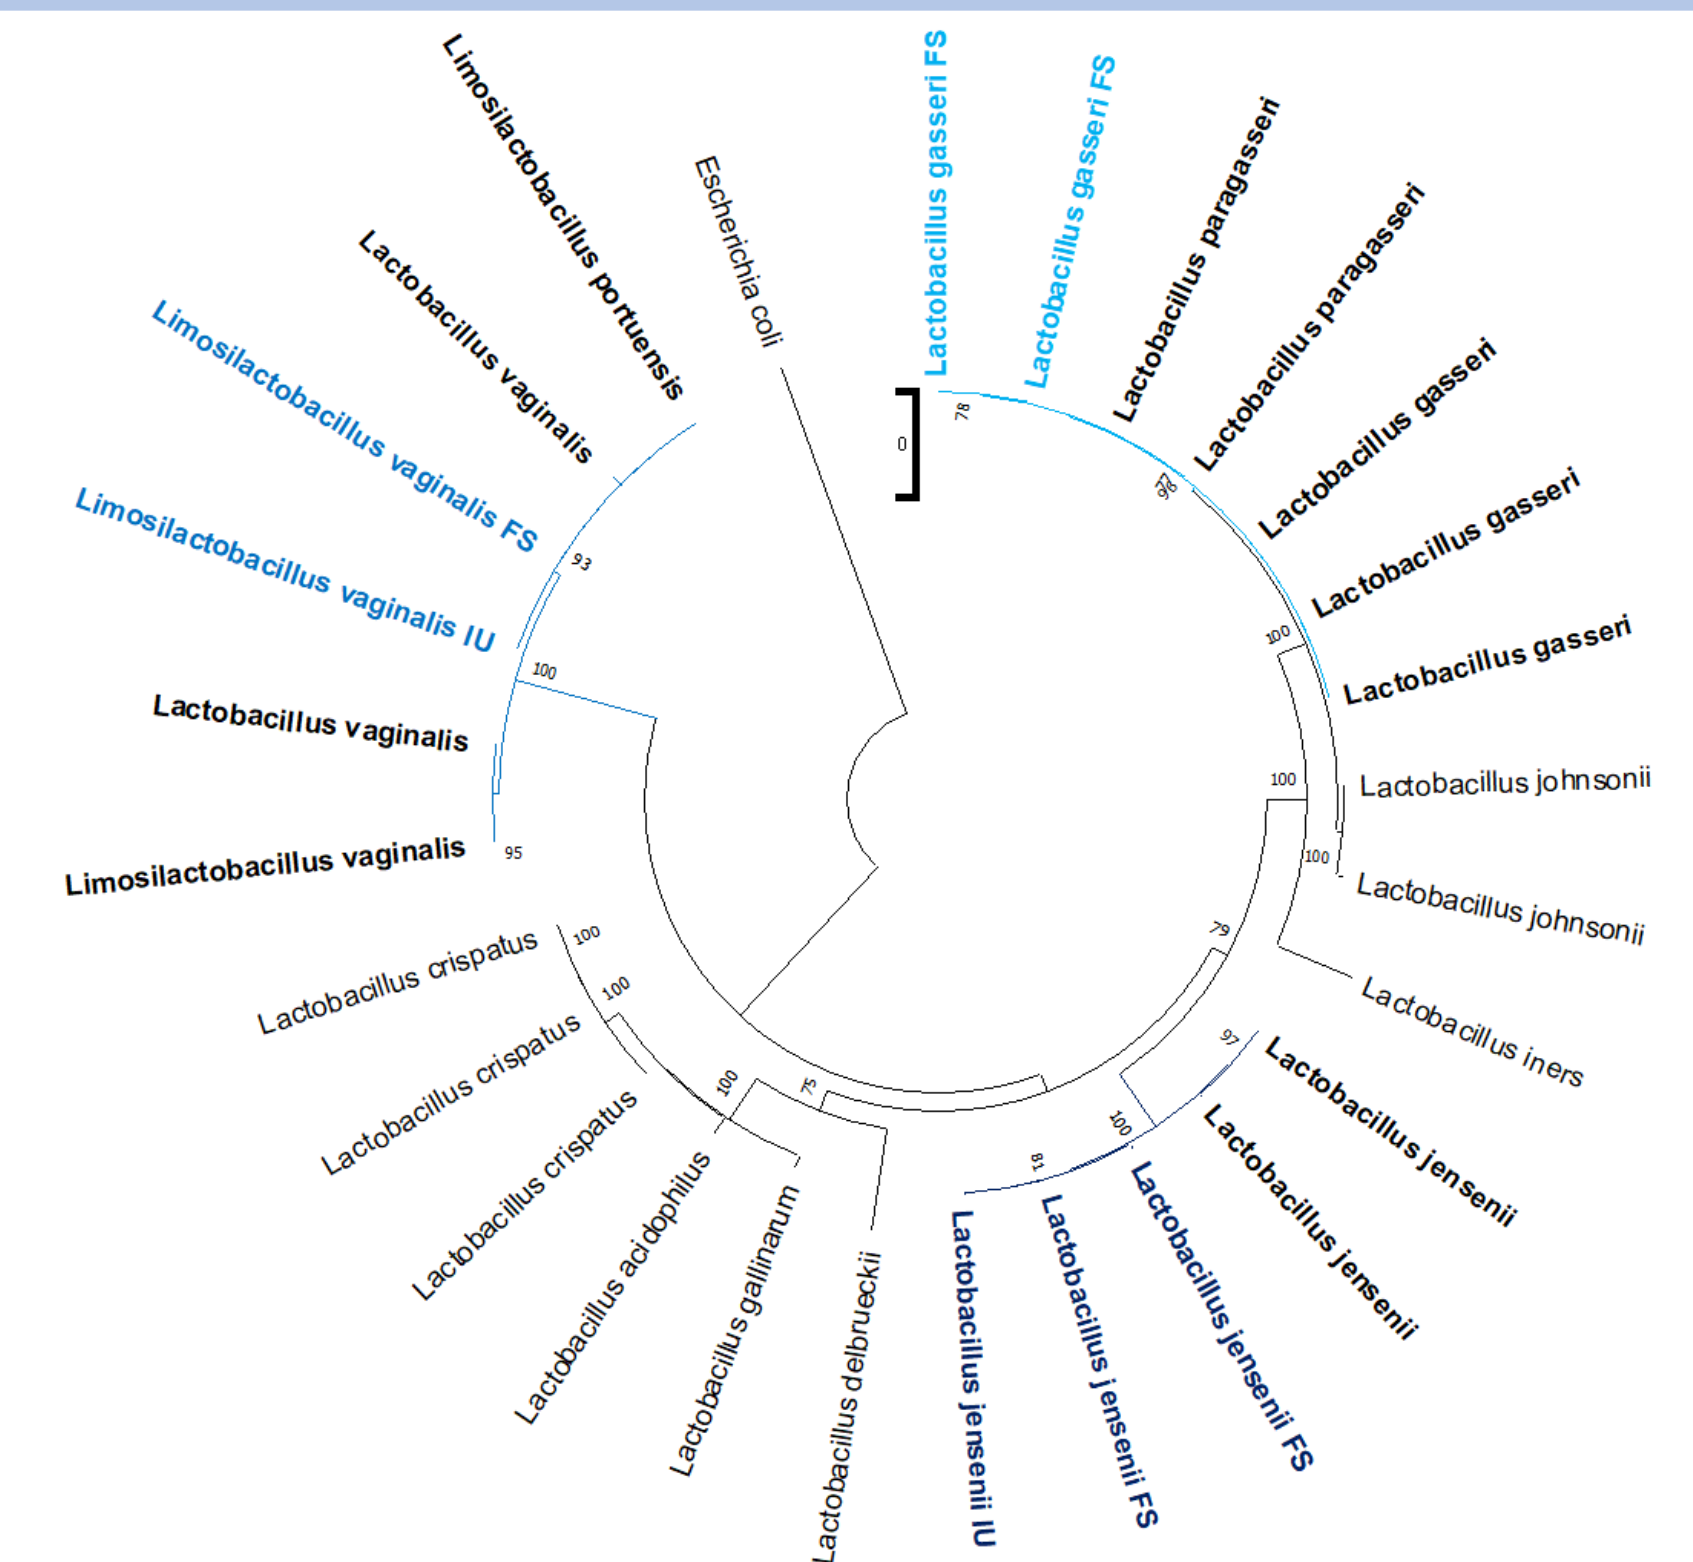 Lactobacillus gasseri FS
Lactobacillus gasseri FS
Lactobacillus paragasseri
Lactobacillus paragasseri
Lactobacillus gasseri
Lactobacillus gasseri
Lactobacillus gasseri
Lactobacillus johnsonii
Lactobacillus johnsonii
Lactobacillus iners
Lactobacillus jensenii
Lactobacillus jensenii
Lactobacillus jensenii FS
Lactobacillus jensenii FS
Lactobacillus jensenii IU
Lactobacillus delbrueckii
Lactobacillus gallinarum
Lactobacillus acidophilus
Lactobacillus crispatus
Lactobacillus crispatus
Lactobacillus crispatus
Limosilactobacillus vaginalis
Lactobacillus vaginalis
Limosilactobacillus vaginalis IU
Limosilactobacillus vaginalis FS
Lactobacillus vaginalis
Limosilactobacillus portuensis
Escherichia coli
0
78
77
100
100
100
79
97
100
81
75
100
100
100
95
100
93